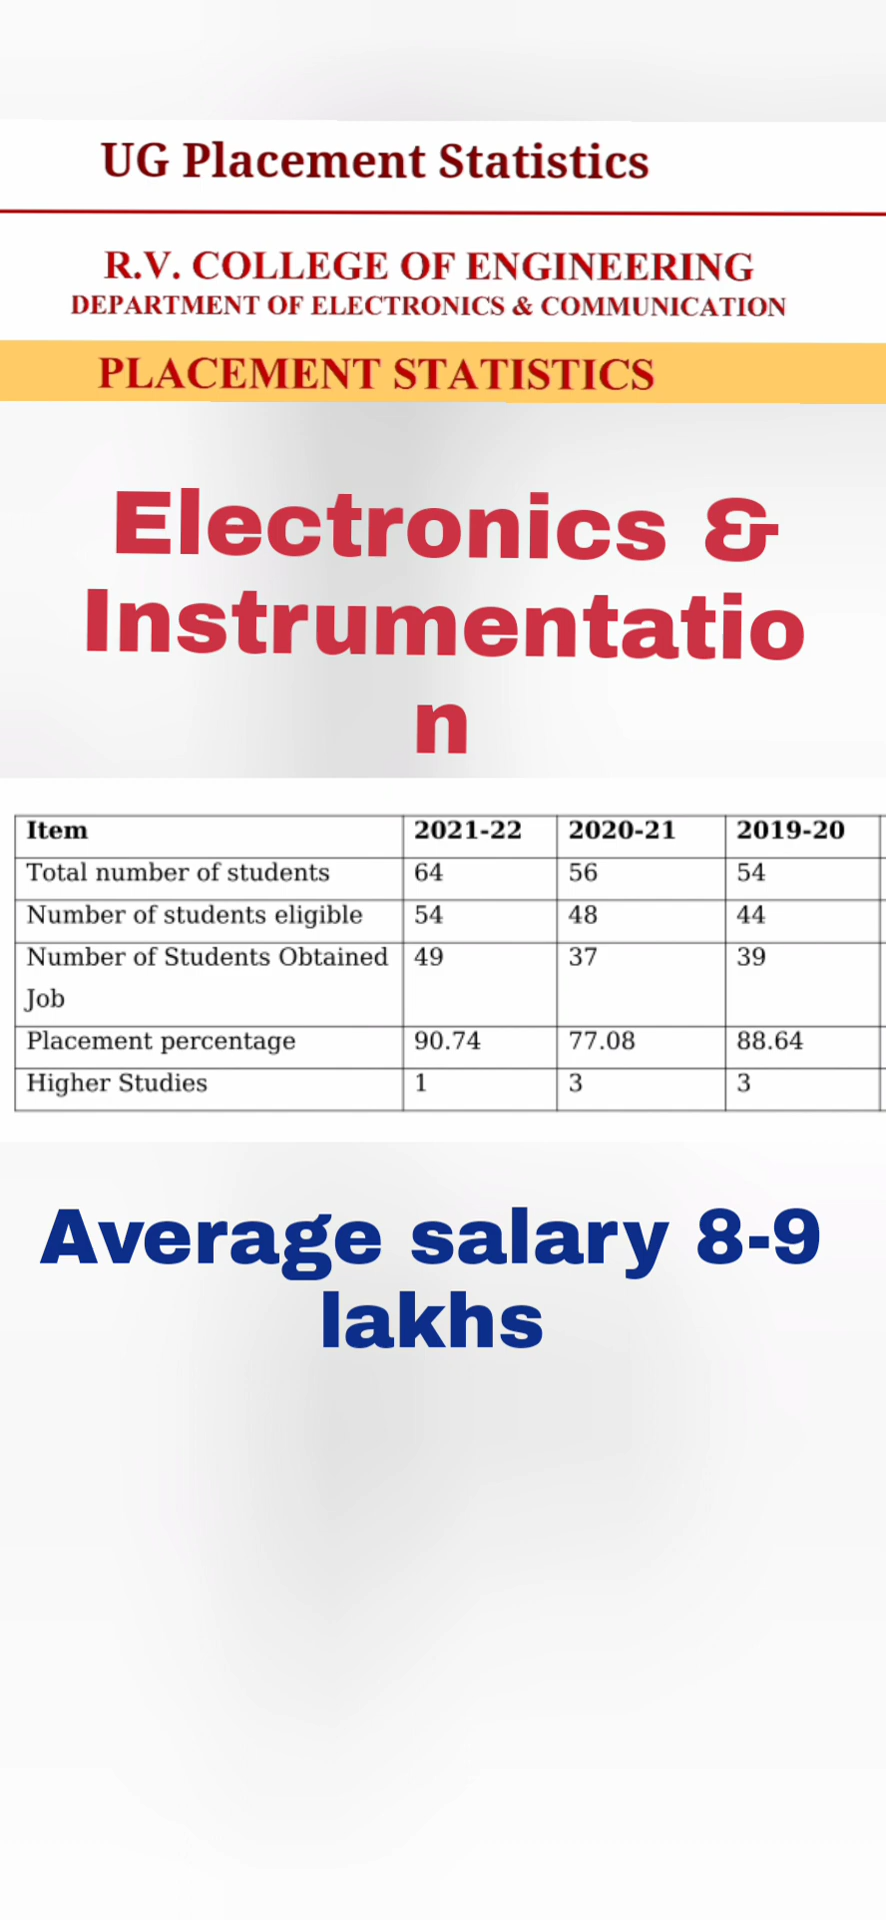 UG Placement Statistics
R.V. COLLEGE OF ENGINEERING
DEPARTMENT OF ELECTRONICS & COMMUNICATION
PLACEMENT STATISTICS
Electronics &
Instrumentatio
n
Item 2021-22 2020-21 2019-20
Total number of students 64 56 54
Number of students eligible 54 48 44
Number of Students Obtained 49 37 39
Job
Placement percentage 90.74 77.08 88.64
Higher Studies 1 3 3
Average salary 8-9
lakhs